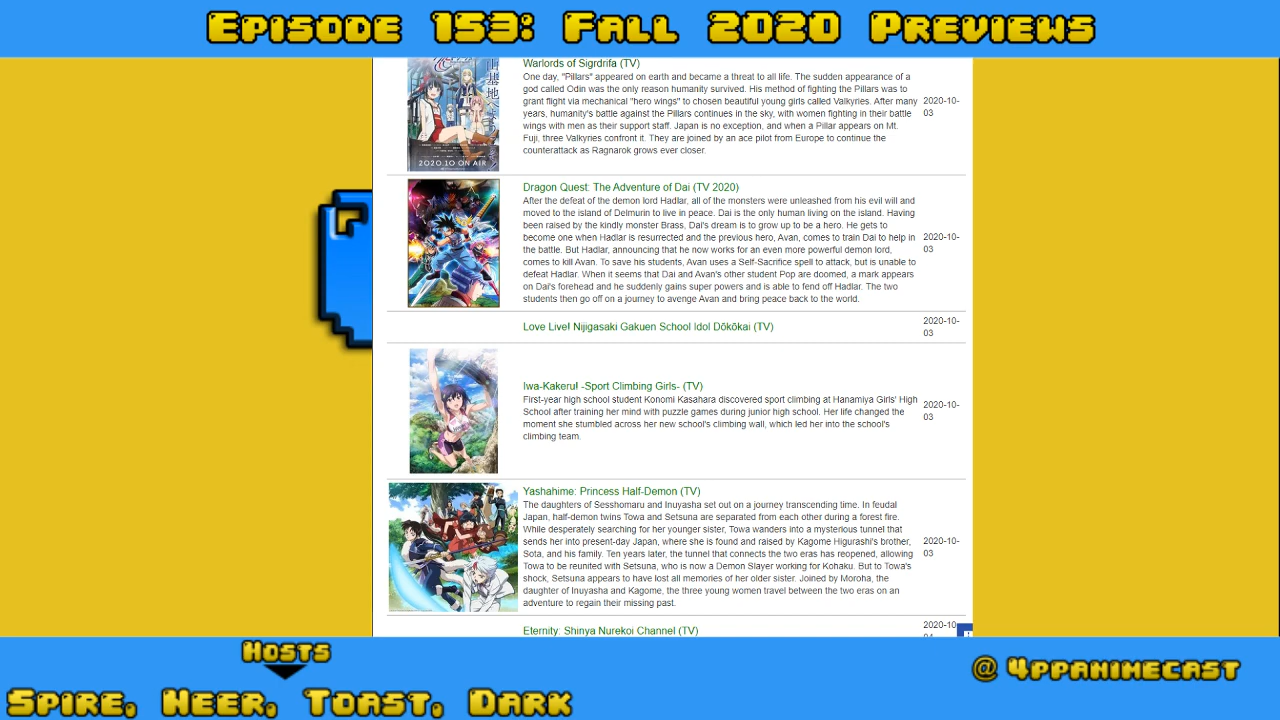 Episode 153: Fall 2020 Previews
Warlords of Sigrdrifa (TV)
One day, "Pillars" appeared on earth and became a threat to all life. The sudden appearance of a
god called Odin was the only reason humanity survived. His method of fighting the Pillars was to
grant flight via mechanical "hero wings" to chosen beautiful young girls called Valkyries. After many
years, humanity's battle against the Pillars continues in the sky, with women fighting in their battle
wings with men as their support staff. Japan is no exception, and when a Pillar appears on Mt.
Fuji, three Valkyries confront it. They are joined by an ace pilot from Europe to continue the
counterattack as Ragnarok grows ever closer.
2020-10-
03
2020.10 ON AIR
Dragon Quest: The Adventure of Dai (TV 2020)
After the defeat of the demon lord Hadlar, all of the monsters were unleashed from his evil will and
moved to the island of Delmurin to live in peace. Dai is the only human living on the island. Having
been raised by the kindly monster Brass, Dai's dream is to grow up to be a hero. He gets to
become one when Hadlar is resurrected and the previous hero, Avan, comes to train Dai to help in
the battle. But Hadlar, announcing that he now works for an even more powerful demon lord,
comes to kill Avan. To save his students, Avan uses a Self-Sacrifice spell to attack, but is unable to
defeat Hadlar. When it seems that Dai and Avan's other student Pop are doomed, a mark appears
on Dai's forehead and he suddenly gains super powers and is able to fend off Hadlar. The two
students then go off on a journey to avenge Avan and bring peace back to the world.
2020-10-
03
Love Live! Nijigasaki Gakuen School Idol Dōkōkai (TV)
2020-10-
03
Iwa-Kakeru! -Sport Climbing Girls- (TV)
First-year high school student Konomi Kasahara discovered sport climbing at Hanamiya Girls' High
School after training her mind with puzzle games during junior high school. Her life changed the
moment she stumbled across her new school's climbing wall, which led her into the school's
climbing team.
2020-10-
03
Yashahime: Princess Half-Demon (TV)
The daughters of Sesshomaru and Inuyasha set out on a journey transcending time. In feudal
Japan, half-demon twins Towa and Setsuna are separated from each other during a forest fire.
While desperately searching for her younger sister, Towa wanders into a mysterious tunnel that
sends her into present-day Japan, where she is found and raised by Kagome Higurashi's brother,
Sota, and his family. Ten years later, the tunnel that connects the two eras has reopened, allowing
Towa to be reunited with Setsuna, who is now a Demon Slayer working for Kohaku. But to Towa's
shock, Setsuna appears to have lost all memories of her older sister. Joined by Moroha, the
daughter of Inuyasha and Kagome, the three young women travel between the two eras on an
adventure to regain their missing past.
2020-10-
03
Eternity: Shinya Nurekoi Channel (TV)
2020-10
Hosts
Spire, Neer, Toast, Dark
@ 4ppanimecast